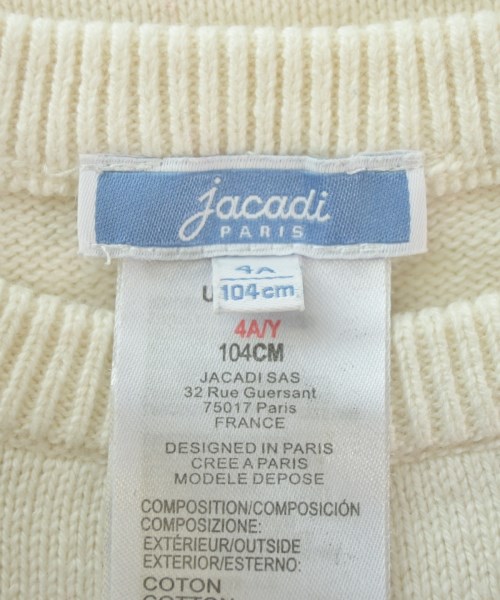 jacadi
PARIS
4A
104cm
U
4A/Y
104CM
JACADI SAS
32 Rue Guersant
75017 Paris
FRANCE
DESIGNED IN PARIS
CREE A PARIS
MODELE DEPOSE
COMPOSITION/COMPOSICIÓN
COMPOSIZIONE:
EXTÉRIEUR/OUTSIDE
EXTERIOR/ESTERNO:
COTON
COTTON